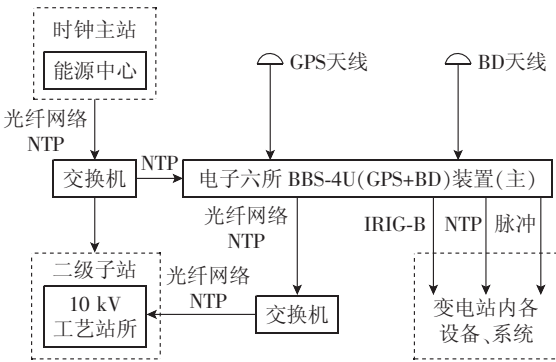 时钟主站
能源中心
GPS天线
BD天线
光纤网络
NTP
交换机
NTP
电子六所 BBS-4U(GPS+BD)装置(主)
光纤网络
NTP
IRIG-B
NTP
脉冲
二级子站
10 kV
工艺站所
光纤网络
NTP
交换机
变电站内各
设备、系统